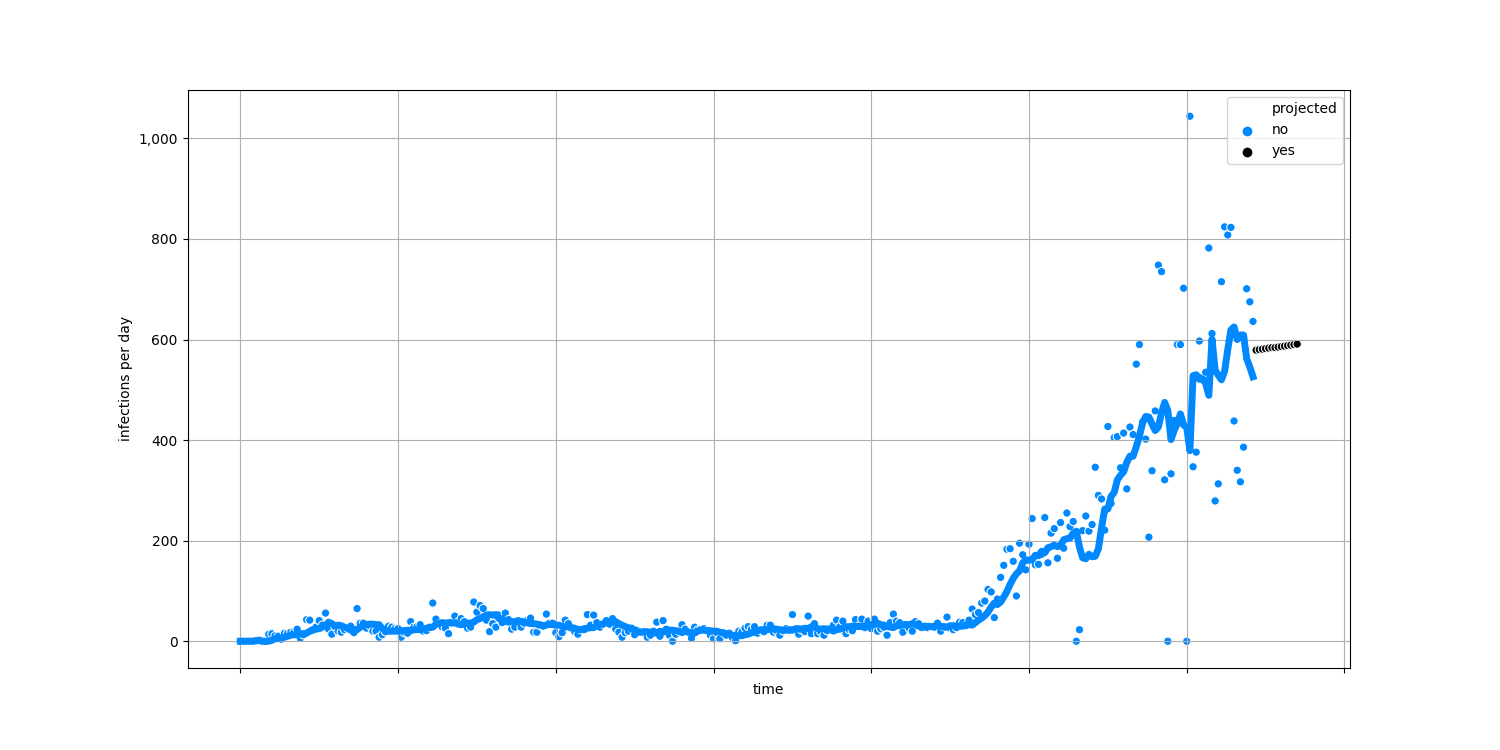 projected
no
yes
1,000
800
600
400
200
0
infections per day
time